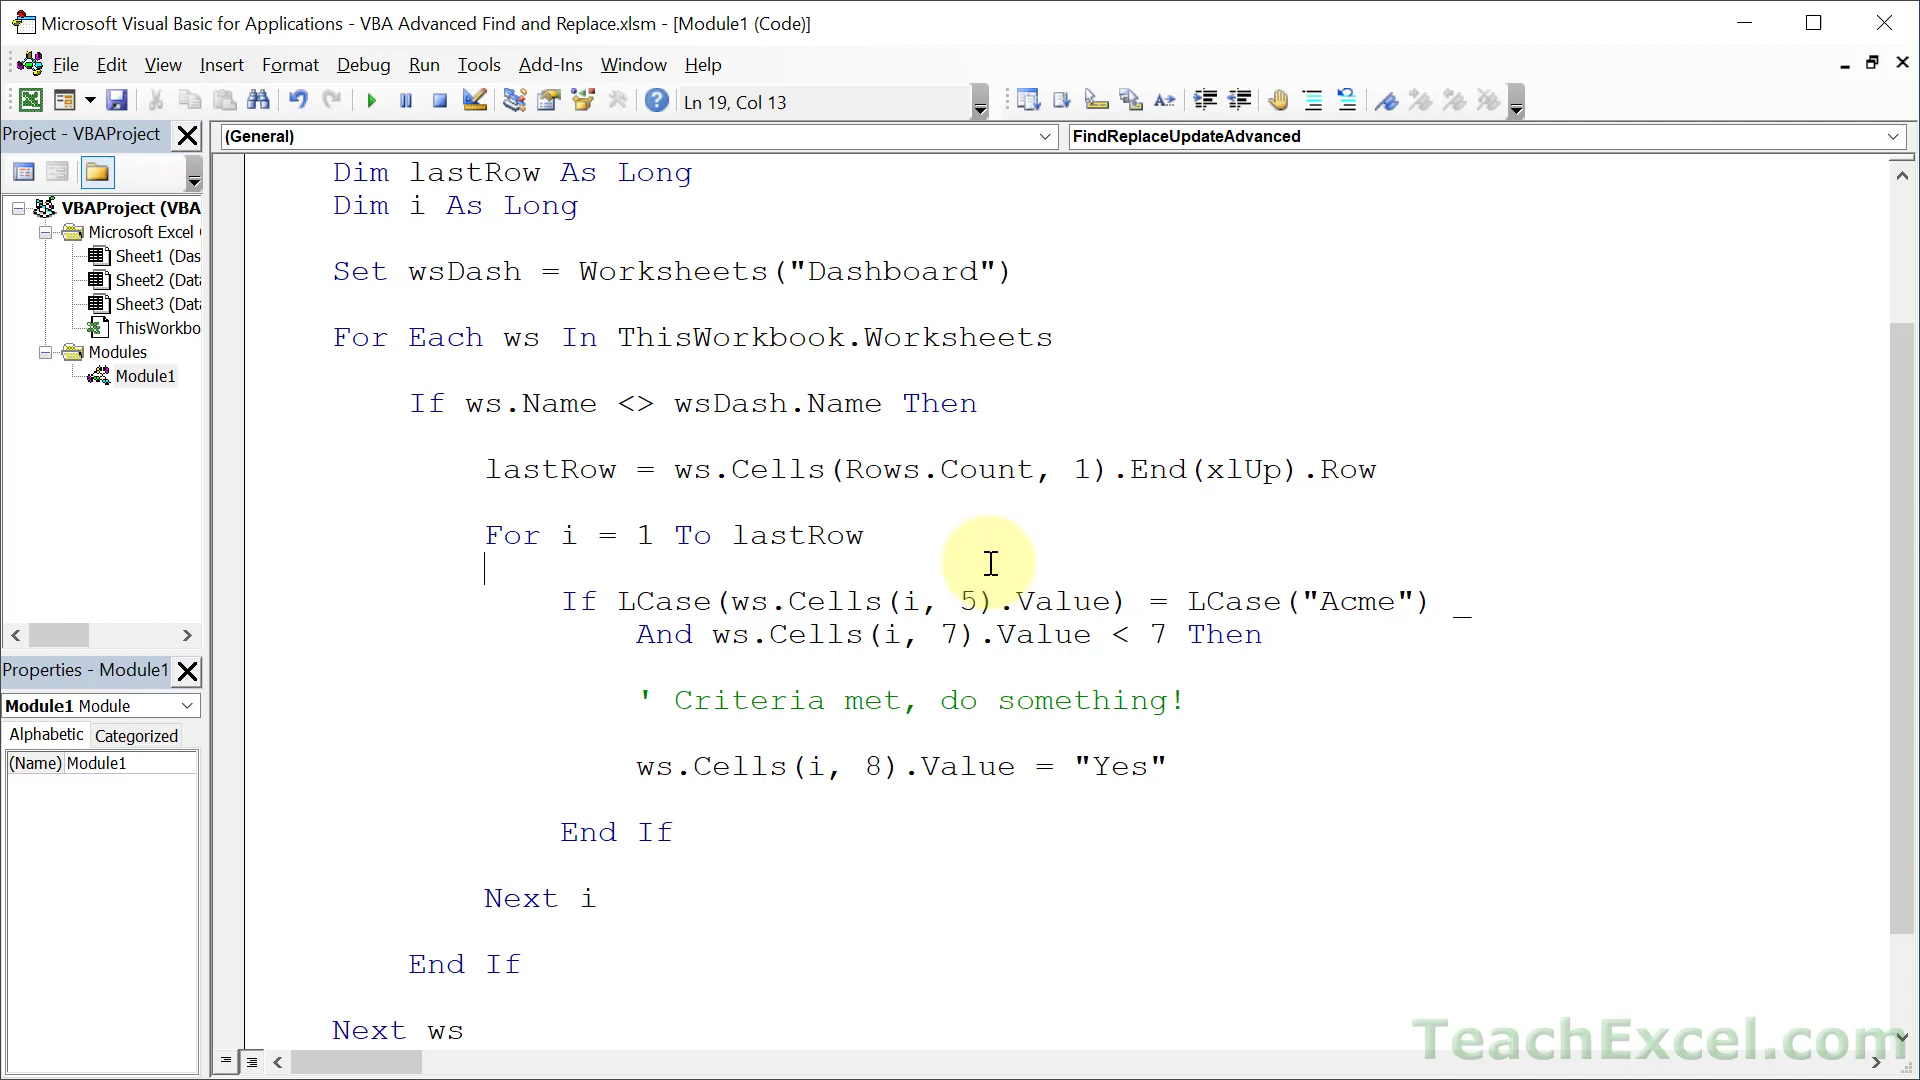 Microsoft Visual Basic for Applications - VBA Advanced Find and Replace.xlsm - [Module1 (Code)]
File Edit View Insert Format Debug Run Tools Add-Ins Window Help
Ln 19, Col 13
Project - VBAProject
(General)
FindReplaceUpdateAdvanced
VBAProject (VBA
Microsoft Excel
Sheet1 (Das
Sheet2 (Dat
Sheet3 (Dat
ThisWorkbo
Modules
Module1
Properties - Module1
Module1 Module
Alphabetic Categorized
(Name) Module1
Dim lastRow As Long
Dim i As Long
Set wsDash = Worksheets("Dashboard")
For Each ws In ThisWorkbook.Worksheets
If ws.Name <> wsDash.Name Then
lastRow = ws.Cells(Rows.Count, 1).End(xlUp).Row
For i = 1 To lastRow
If LCase(ws.Cells(i, 5).Value) = LCase("Acme") _
And ws.Cells(i, 7).Value < 7 Then
' Criteria met, do something!
ws.Cells(i, 8).Value = "Yes"
End If
Next i
End If
Next ws
TeachExcel.com